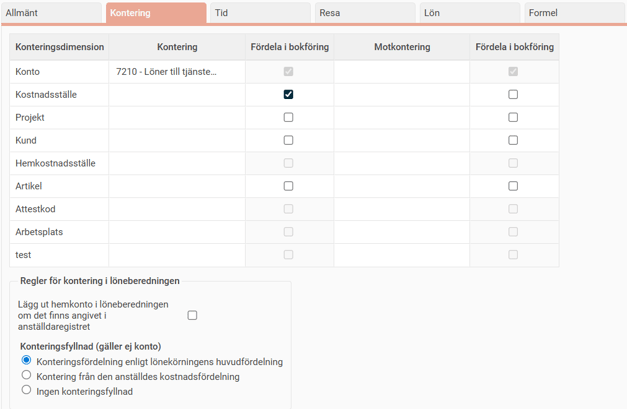 Allmänt Kontering Tid Resa Lön Formel
Konteringsdimension Kontering Fördela i bokföring Motkontering Fördela i bokföring
Konto 7210 - Löner till tjänste...
Kostnadsställe
Projekt
Kund
Hemkostnadsställe
Artikel
Attestkod
Arbetsplats
test
Regler för kontering i löneberedningen
Lägg ut hemkonto i löneberedningen
om det finns angivet i
anställdaregistret
Konteringsfyllnad (gäller ej konto)
Konteringsfördelning enligt lönekörningens huvudfördelning
Kontering från den anställdes kostnadsfördelning
Ingen konteringsfyllnad